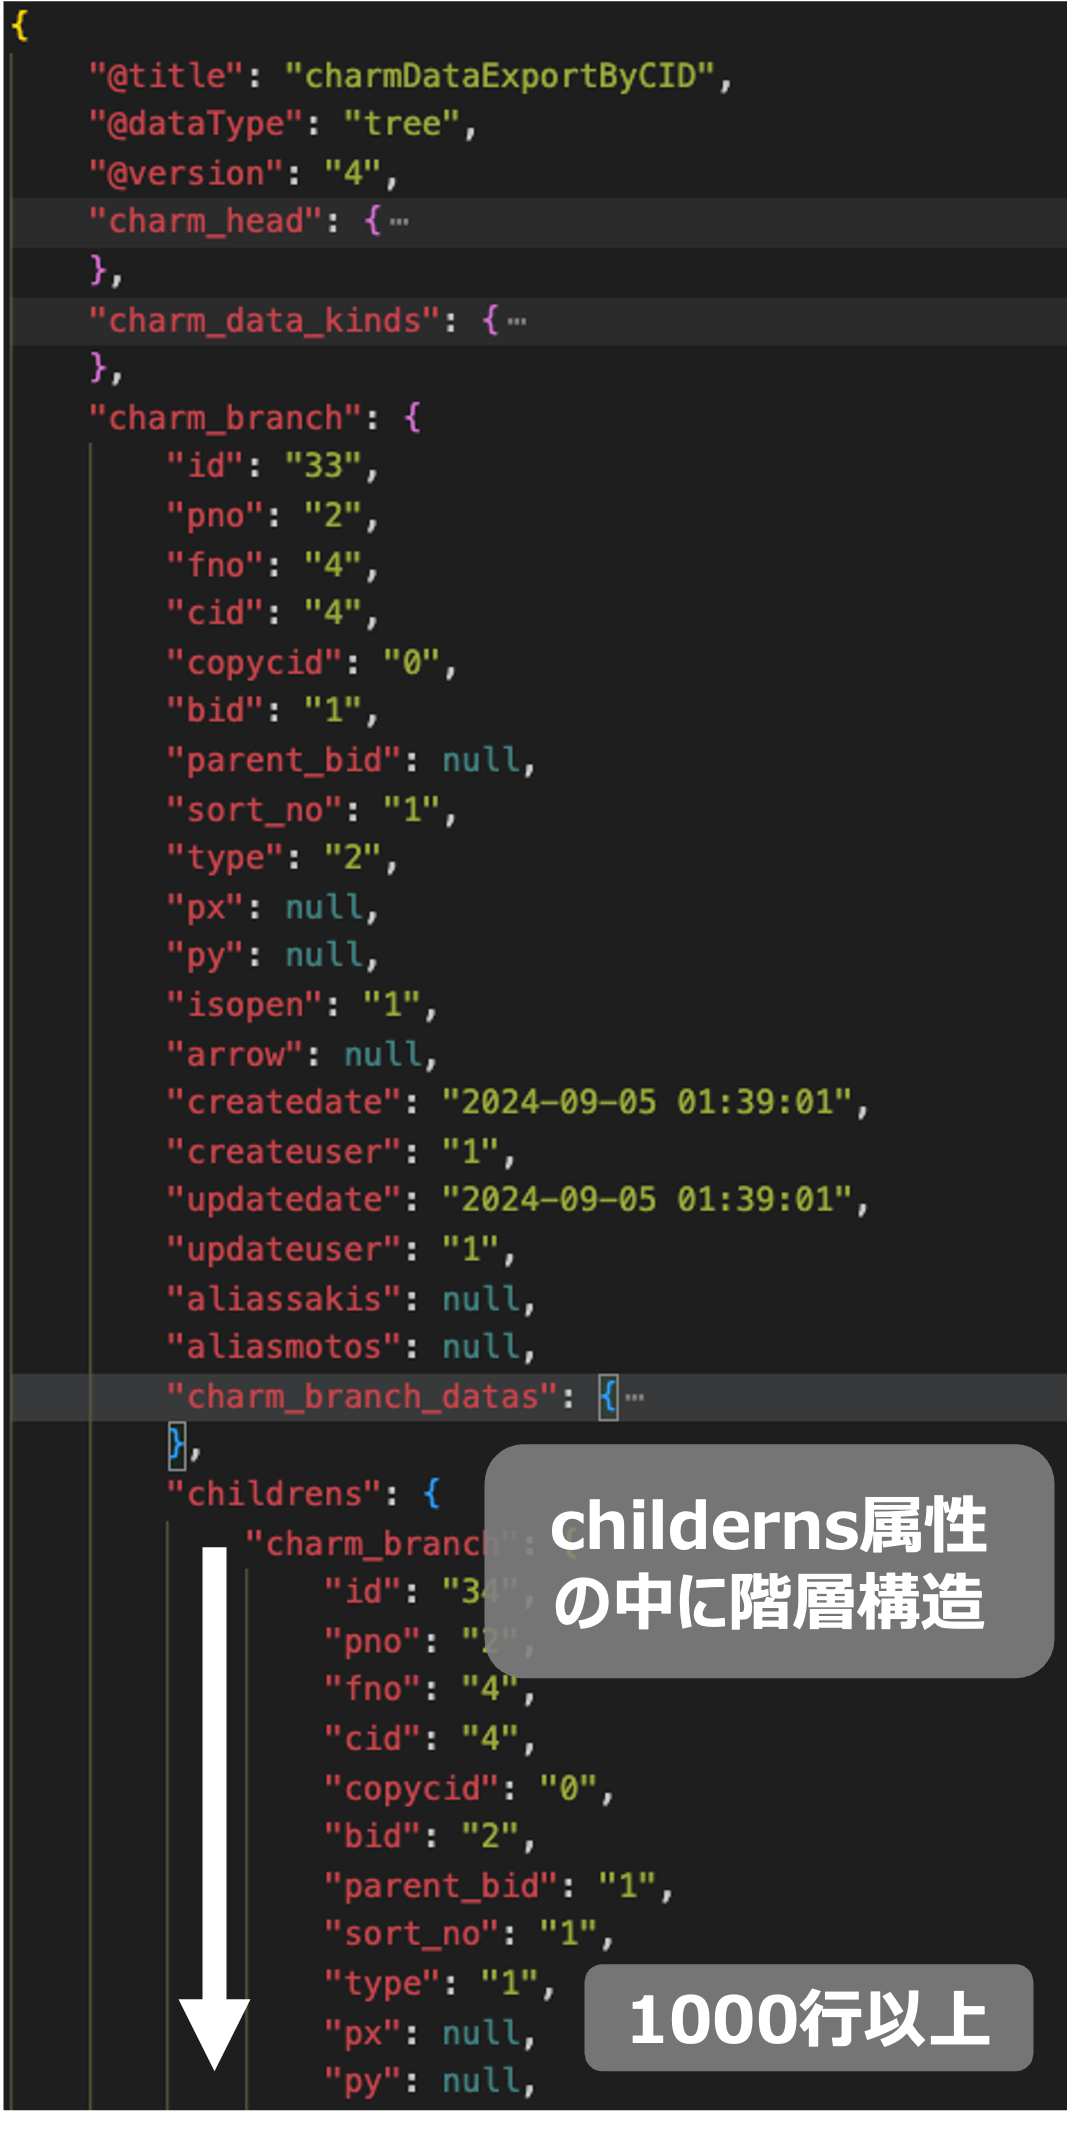 {
"@title": "charmDataExportByCID",
"@dataType": "tree",
"@version": "4",
"charm_head": {…
},
"charm_data_kinds": {…
},
"charm_branch": {
"id": "33",
"pno": "2",
"fno": "4",
"cid": "4",
"copycid": "0",
"bid": "1",
"parent_bid": null,
"sort_no": "1",
"type": "2",
"px": null,
"py": null,
"isopen": "1",
"arrow": null,
"createdate": "2024-09-05 01:39:01",
"createuser": "1",
"updatedate": "2024-09-05 01:39:01",
"updateuser": "1",
"aliassakis": null,
"aliasmotos": null,
"charm_branch_datas": {…
},
"childrens": {
"charm_branch": {
"id": "34",
"pno": "2",
"fno": "4",
"cid": "4",
"copycid": "0",
"bid": "2",
"parent_bid": "1",
"sort_no": "1",
"type": "1",
"px": null,
"py": null,
childerns属性
の中に階層構造
1000行以上